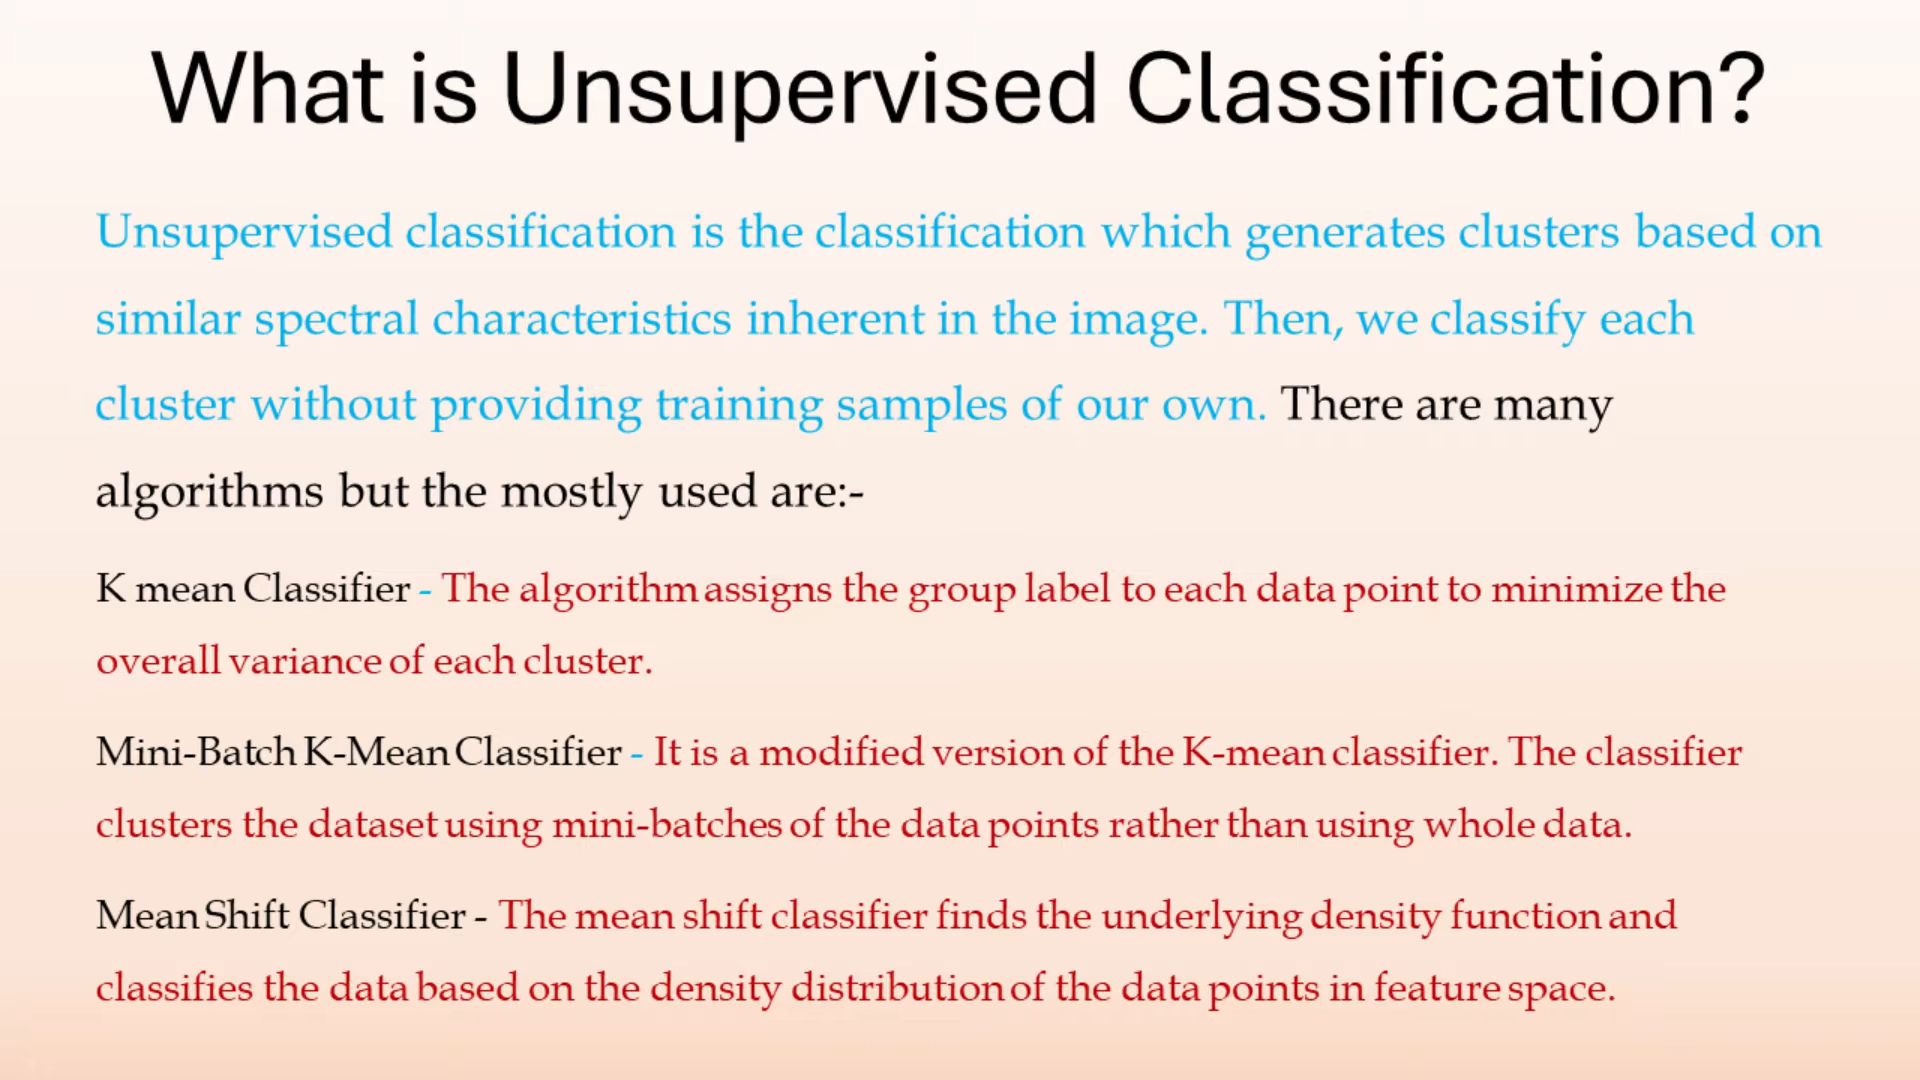 What is Unsupervised Classification?
Unsupervised classification is the classification which generates clusters based on
similar spectral characteristics inherent in the image. Then, we classify each
cluster without providing training samples of our own. There are many
algorithms but the mostly used are:-
K mean Classifier - The algorithm assigns the group label to each data point to minimize the
overall variance of each cluster.
Mini-Batch K-Mean Classifier - It is a modified version of the K-mean classifier. The classifier
clusters the dataset using mini-batches of the data points rather than using whole data.
Mean Shift Classifier - The mean shift classifier finds the underlying density function and
classifies the data based on the density distribution of the data points in feature space.